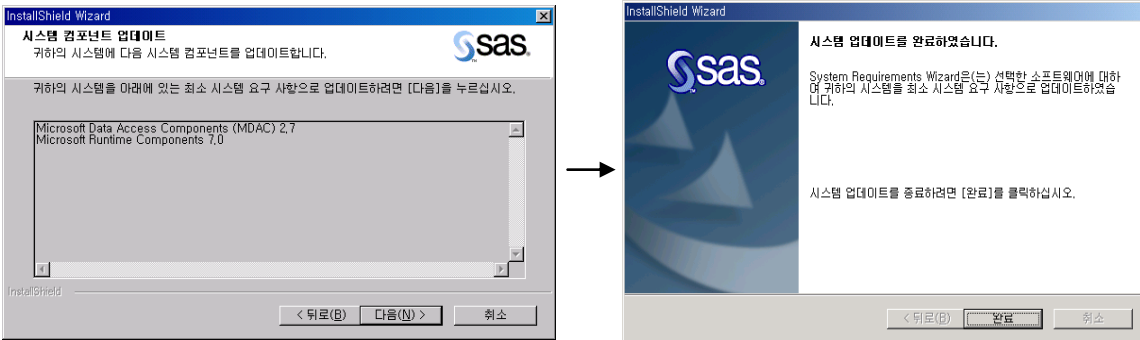 InstallShield Wizard
시스템 컴포넌트 업데이트
귀하의 시스템에 다음 시스템 컴포넌트를 업데이트합니다.
sas.
귀하의 시스템을 아래에 있는 최소 시스템 요구 사항으로 업데이트하려면 [다음]을 누르십시오.
Microsoft Data Access Components (MDAC) 2.7
Microsoft Runtime Components 7.0
InstallShield
< 뒤로(B)
다음(N) >
취소
InstallShield Wizard
sas.
시스템 업데이트를 완료하였습니다.
System Requirements Wizard은(는) 선택한 소프트웨어에 대하
여 귀하의 시스템을 최소 시스템 요구 사항으로 업데이트하였습
니다.
시스템 업데이트를 종료하려면 [완료]를 클릭하십시오.
< 뒤로(B)
완료
취소